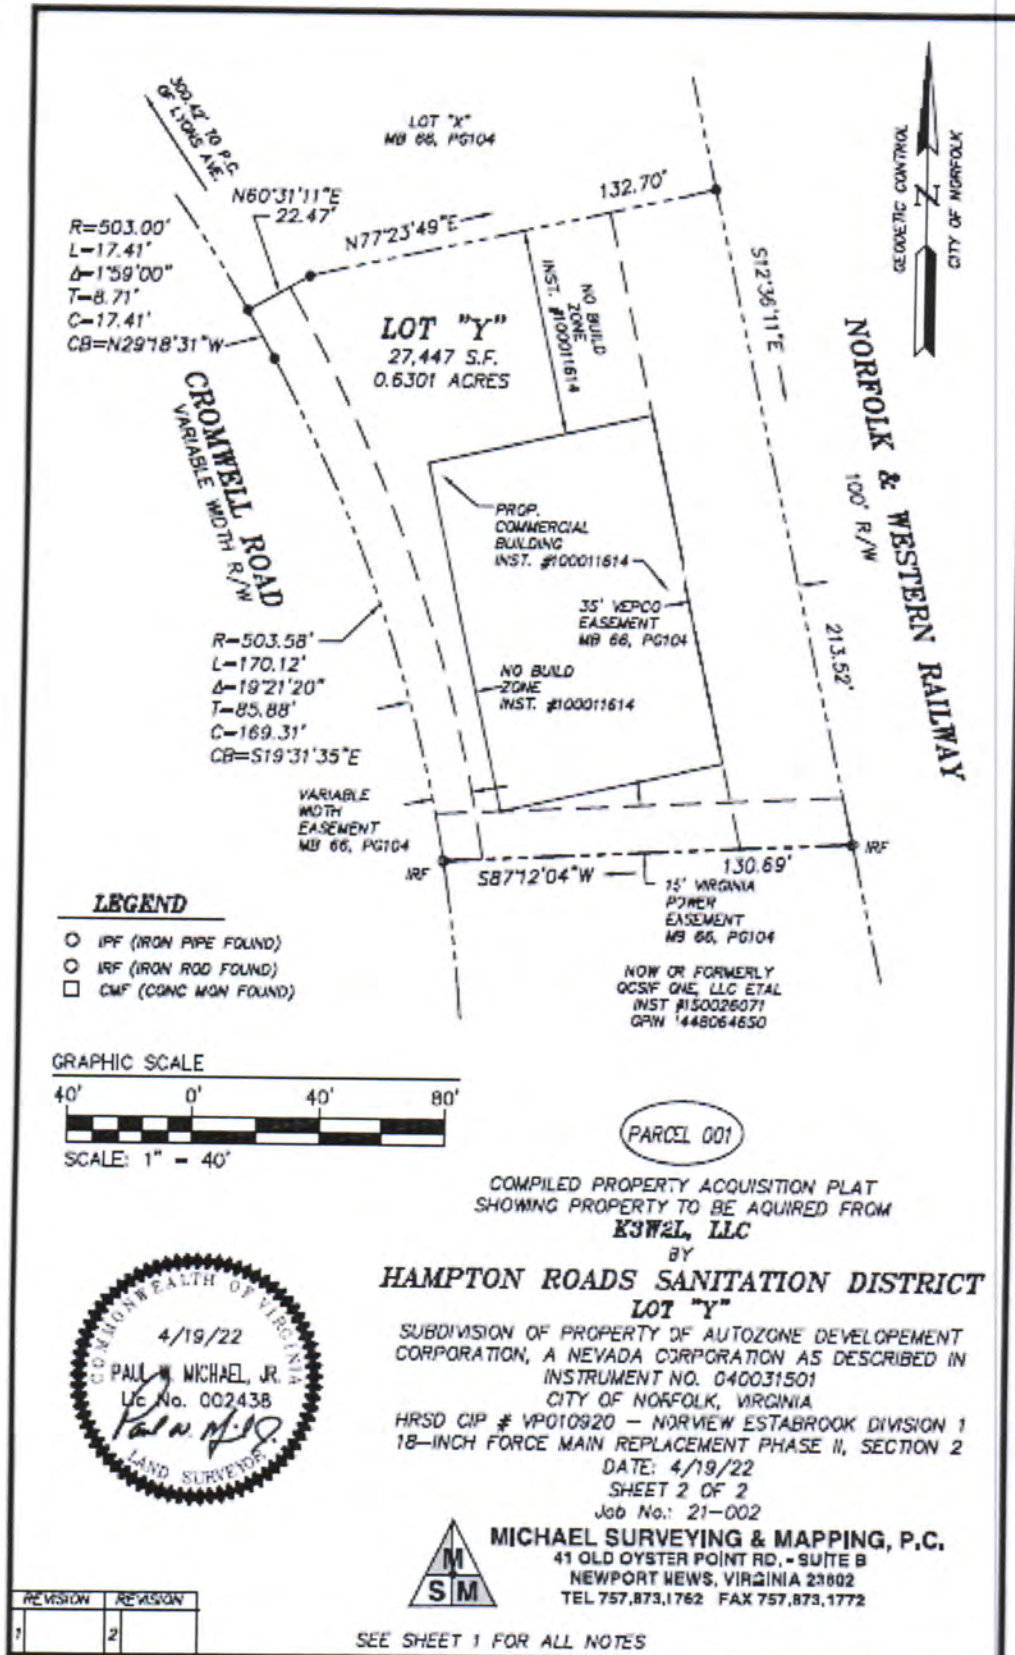 300.42' TO P.C.
OF LYONS AVE.
LOT "X"
MB 66, PG104
GEODETIC CONTROL
N
CITY OF NORFOLK
N60°31'11"E
22.47'
N77°23'49"E
132.70'
R=503.00'
L=17.41'
Δ=1°59'00"
T=8.71'
C=17.41'
CB=N29°18'31"W
S12°36'11"E
NO BUILD
ZONE
INST. #100011614
LOT "Y"
27,447 S.F.
0.6301 ACRES
CROMWELL ROAD
VARIABLE WIDTH R/W
NORFOLK & WESTERN RAILWAY
100' R/W
PROP.
COMMERCIAL
BUILDING
INST. #100011614
35' VEPCO
EASEMENT
MB 66, PG104
213.52'
R=503.58'
L=170.12'
Δ=19°21'20"
T=85.88'
C=169.31'
CB=S19°31'35"E
NO BUILD
ZONE
INST. #100011614
VARIABLE
WIDTH
EASEMENT
MB 66, PG104
IRF
S87°12'04"W
130.69'
IRF
15' VIRGINIA
POWER
EASEMENT
MB 66, PG104
NOW OR FORMERLY
QCSIF ONE, LLC ETAL
INST #150026071
GPIN 1448064650
LEGEND
IPF (IRON PIPE FOUND)
IRF (IRON ROD FOUND)
CMF (CONC MON FOUND)
GRAPHIC SCALE
40' 0' 40' 80'
SCALE: 1" = 40'
PARCEL 001
COMPILED PROPERTY ACQUISITION PLAT
SHOWING PROPERTY TO BE AQUIRED FROM
K3W2L, LLC
BY
HAMPTON ROADS SANITATION DISTRICT
LOT "Y"
SUBDIVISION OF PROPERTY OF AUTOZONE DEVELOPEMENT
CORPORATION, A NEVADA CORPORATION AS DESCRIBED IN
INSTRUMENT NO. 040031501
CITY OF NORFOLK, VIRGINIA
HRSD CIP # VP010920 - NORVIEW ESTABROOK DIVISION 1
18-INCH FORCE MAIN REPLACEMENT PHASE II, SECTION 2
DATE: 4/19/22
SHEET 2 OF 2
Job No.: 21-002
COMMONWEALTH OF VIRGINIA
4/19/22
PAUL W. MICHAEL, JR.
Lic No. 002438
LAND SURVEYOR
M
S M
MICHAEL SURVEYING & MAPPING, P.C.
41 OLD OYSTER POINT RD, - SUITE B
NEWPORT NEWS, VIRGINIA 23602
TEL 757,873,1762 FAX 757,873,1772
REVISION REVISION
1 2
SEE SHEET 1 FOR ALL NOTES